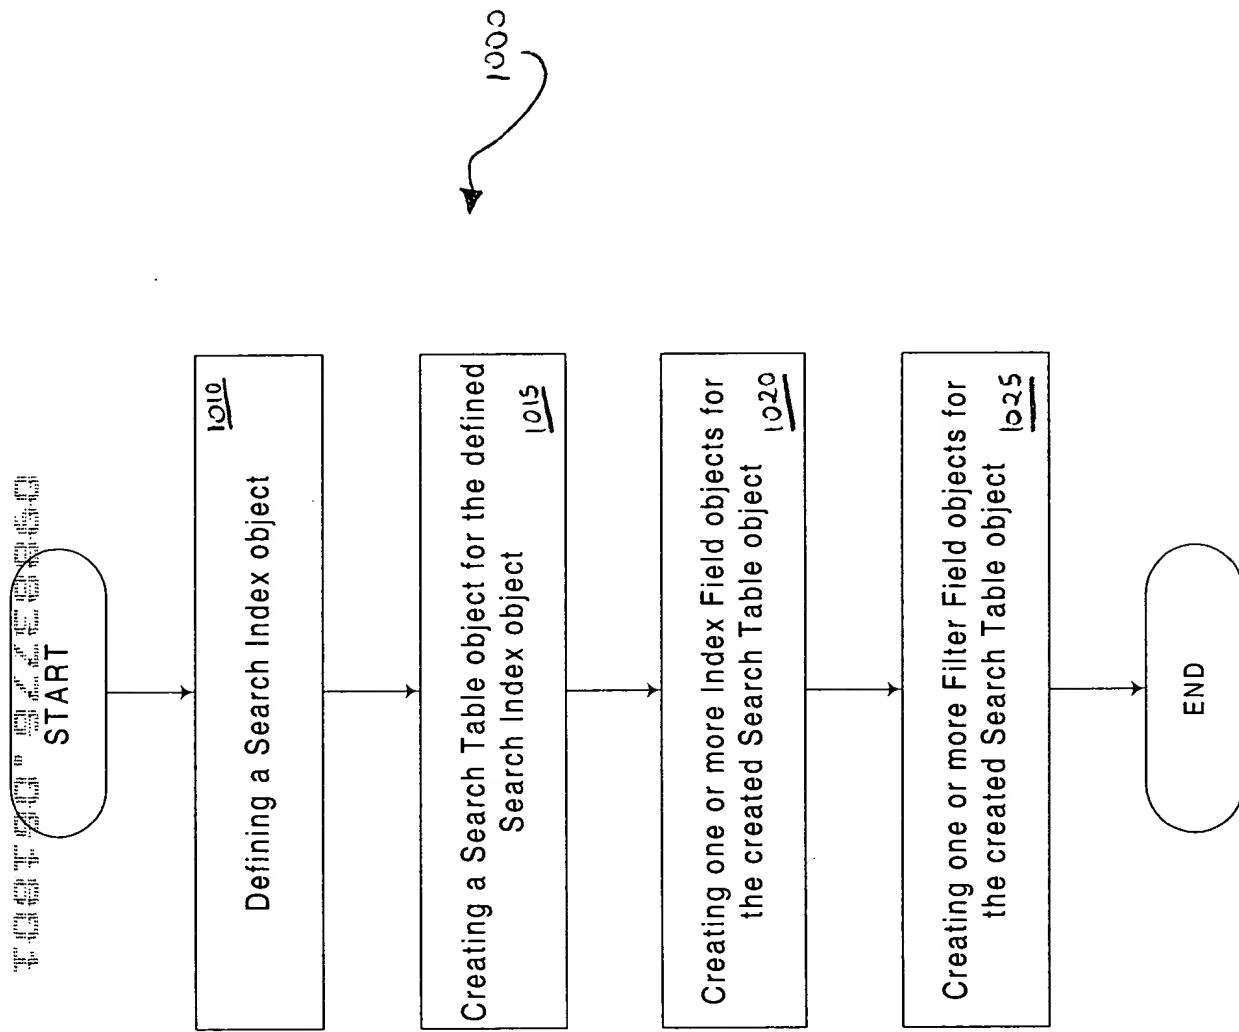 START
1000
Defining a Search Index object
1010
Creating a Search Table object for the defined
Search Index object
1015
Creating one or more Index Field objects for
the created Search Table object
1020
Creating one or more Filter Field objects for
the created Search Table object
1025
END